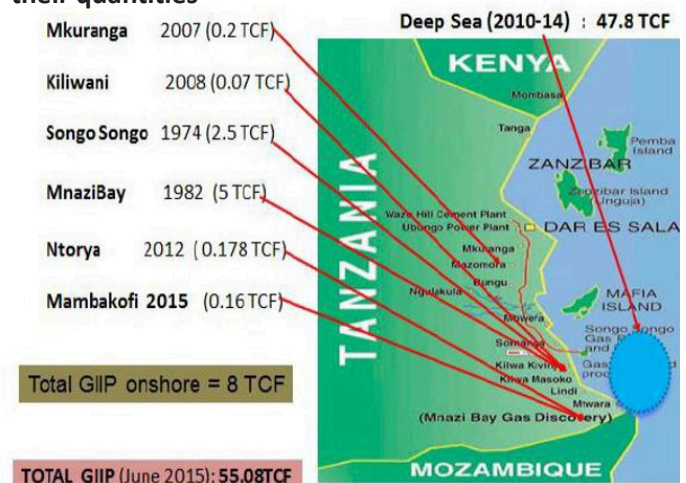 their quantities
Mkuranga 2007 (0.2 TCF)
Kiliwani 2008 (0.07 TCF)
Songo Songo 1974 (2.5 TCF)
MnaziBay 1982 (5 TCF)
Ntorya 2012 ( 0.178 TCF)
Mambakofi 2015 (0.16 TCF)
Total GIIP onshore = 8 TCF
TOTAL GIIP (June 2015): 55.08TCF
Deep Sea (2010-14) : 47.8 TCF
KENYA
Mombasa
Tanga
Pemba
Island
ZANZIBAR
Zanzibar Island
(Unguja)
TANZANIA
Wazo Hill Cement Plant
Ubungo Power Plant
DAR ES SALA
Mkuranga
Mazomora
Bungu
Ngulakula
MAFIA
ISLAND
Mbwera
Songo Songo
Gas
and
Somanga
Kilwa
Kilwa Masoko
Lindi
Mtwara
(Mnazi Bay Gas Discovery)
MOZAMBIQUE